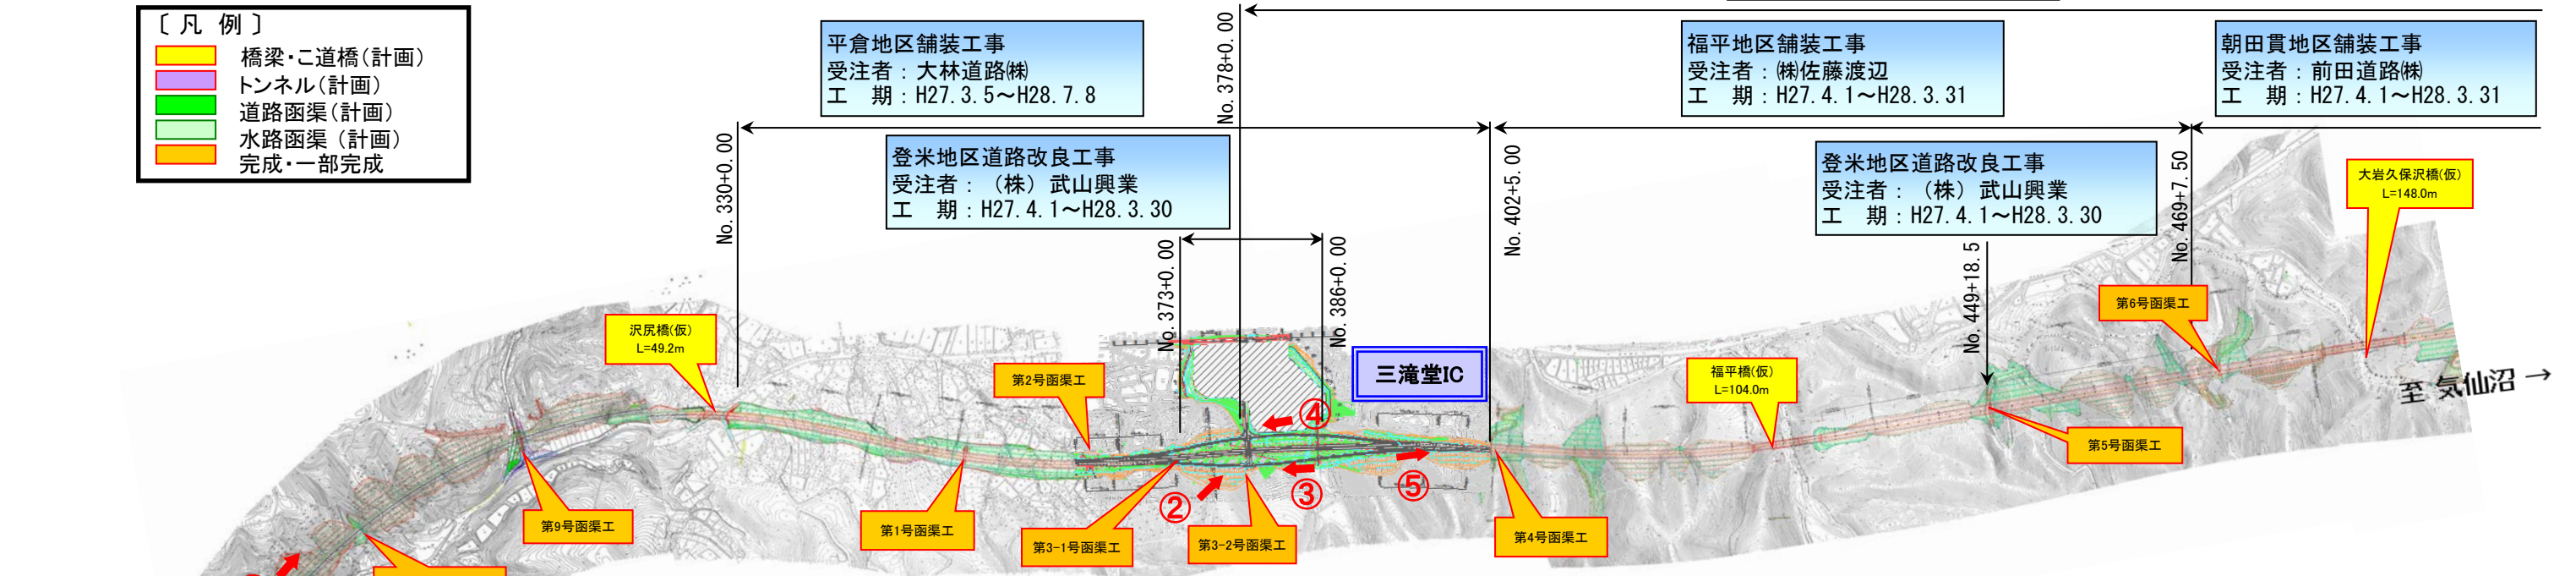 〔 凡 例 〕
橋梁・こ道橋(計画)
トンネル(計画)
道路函渠(計画)
水路函渠(計画)
完成・一部完成
平倉地区舗装工事
受注者：大林道路㈱
工　期：H27.3.5～H28.7.8
福平地区舗装工事
受注者：㈱佐藤渡辺
工　期：H27.4.1～H28.3.31
朝田貫地区舗装工事
受注者：前田道路㈱
工　期：H27.4.1～H28.3.31
登米地区道路改良工事
受注者：（株）武山興業
工　期：H27.4.1～H28.3.30
登米地区道路改良工事
受注者：（株）武山興業
工　期：H27.4.1～H28.3.30
No.330+0.00
No.373+0.00
No.378+0.00
No.386+0.00
No.402+5.00
No.449+18.5
No.469+7.50
大岩久保沢橋(仮)
L=148.0m
沢尻橋(仮)
L=49.2m
第2号函渠工
三滝堂IC
福平橋(仮)
L=104.0m
第6号函渠工
至 気仙沼 →
第5号函渠工
④
②
③
⑤
第9号函渠工
第1号函渠工
第3-1号函渠工
第3-2号函渠工
第4号函渠工